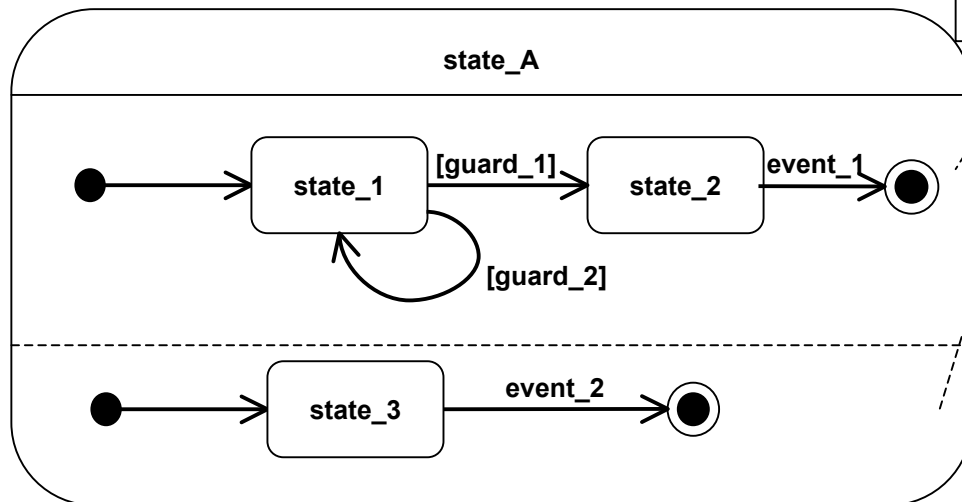 state_A
[guard_1]
event_1
state_1
state_2
[guard_2]
event_2
state_3